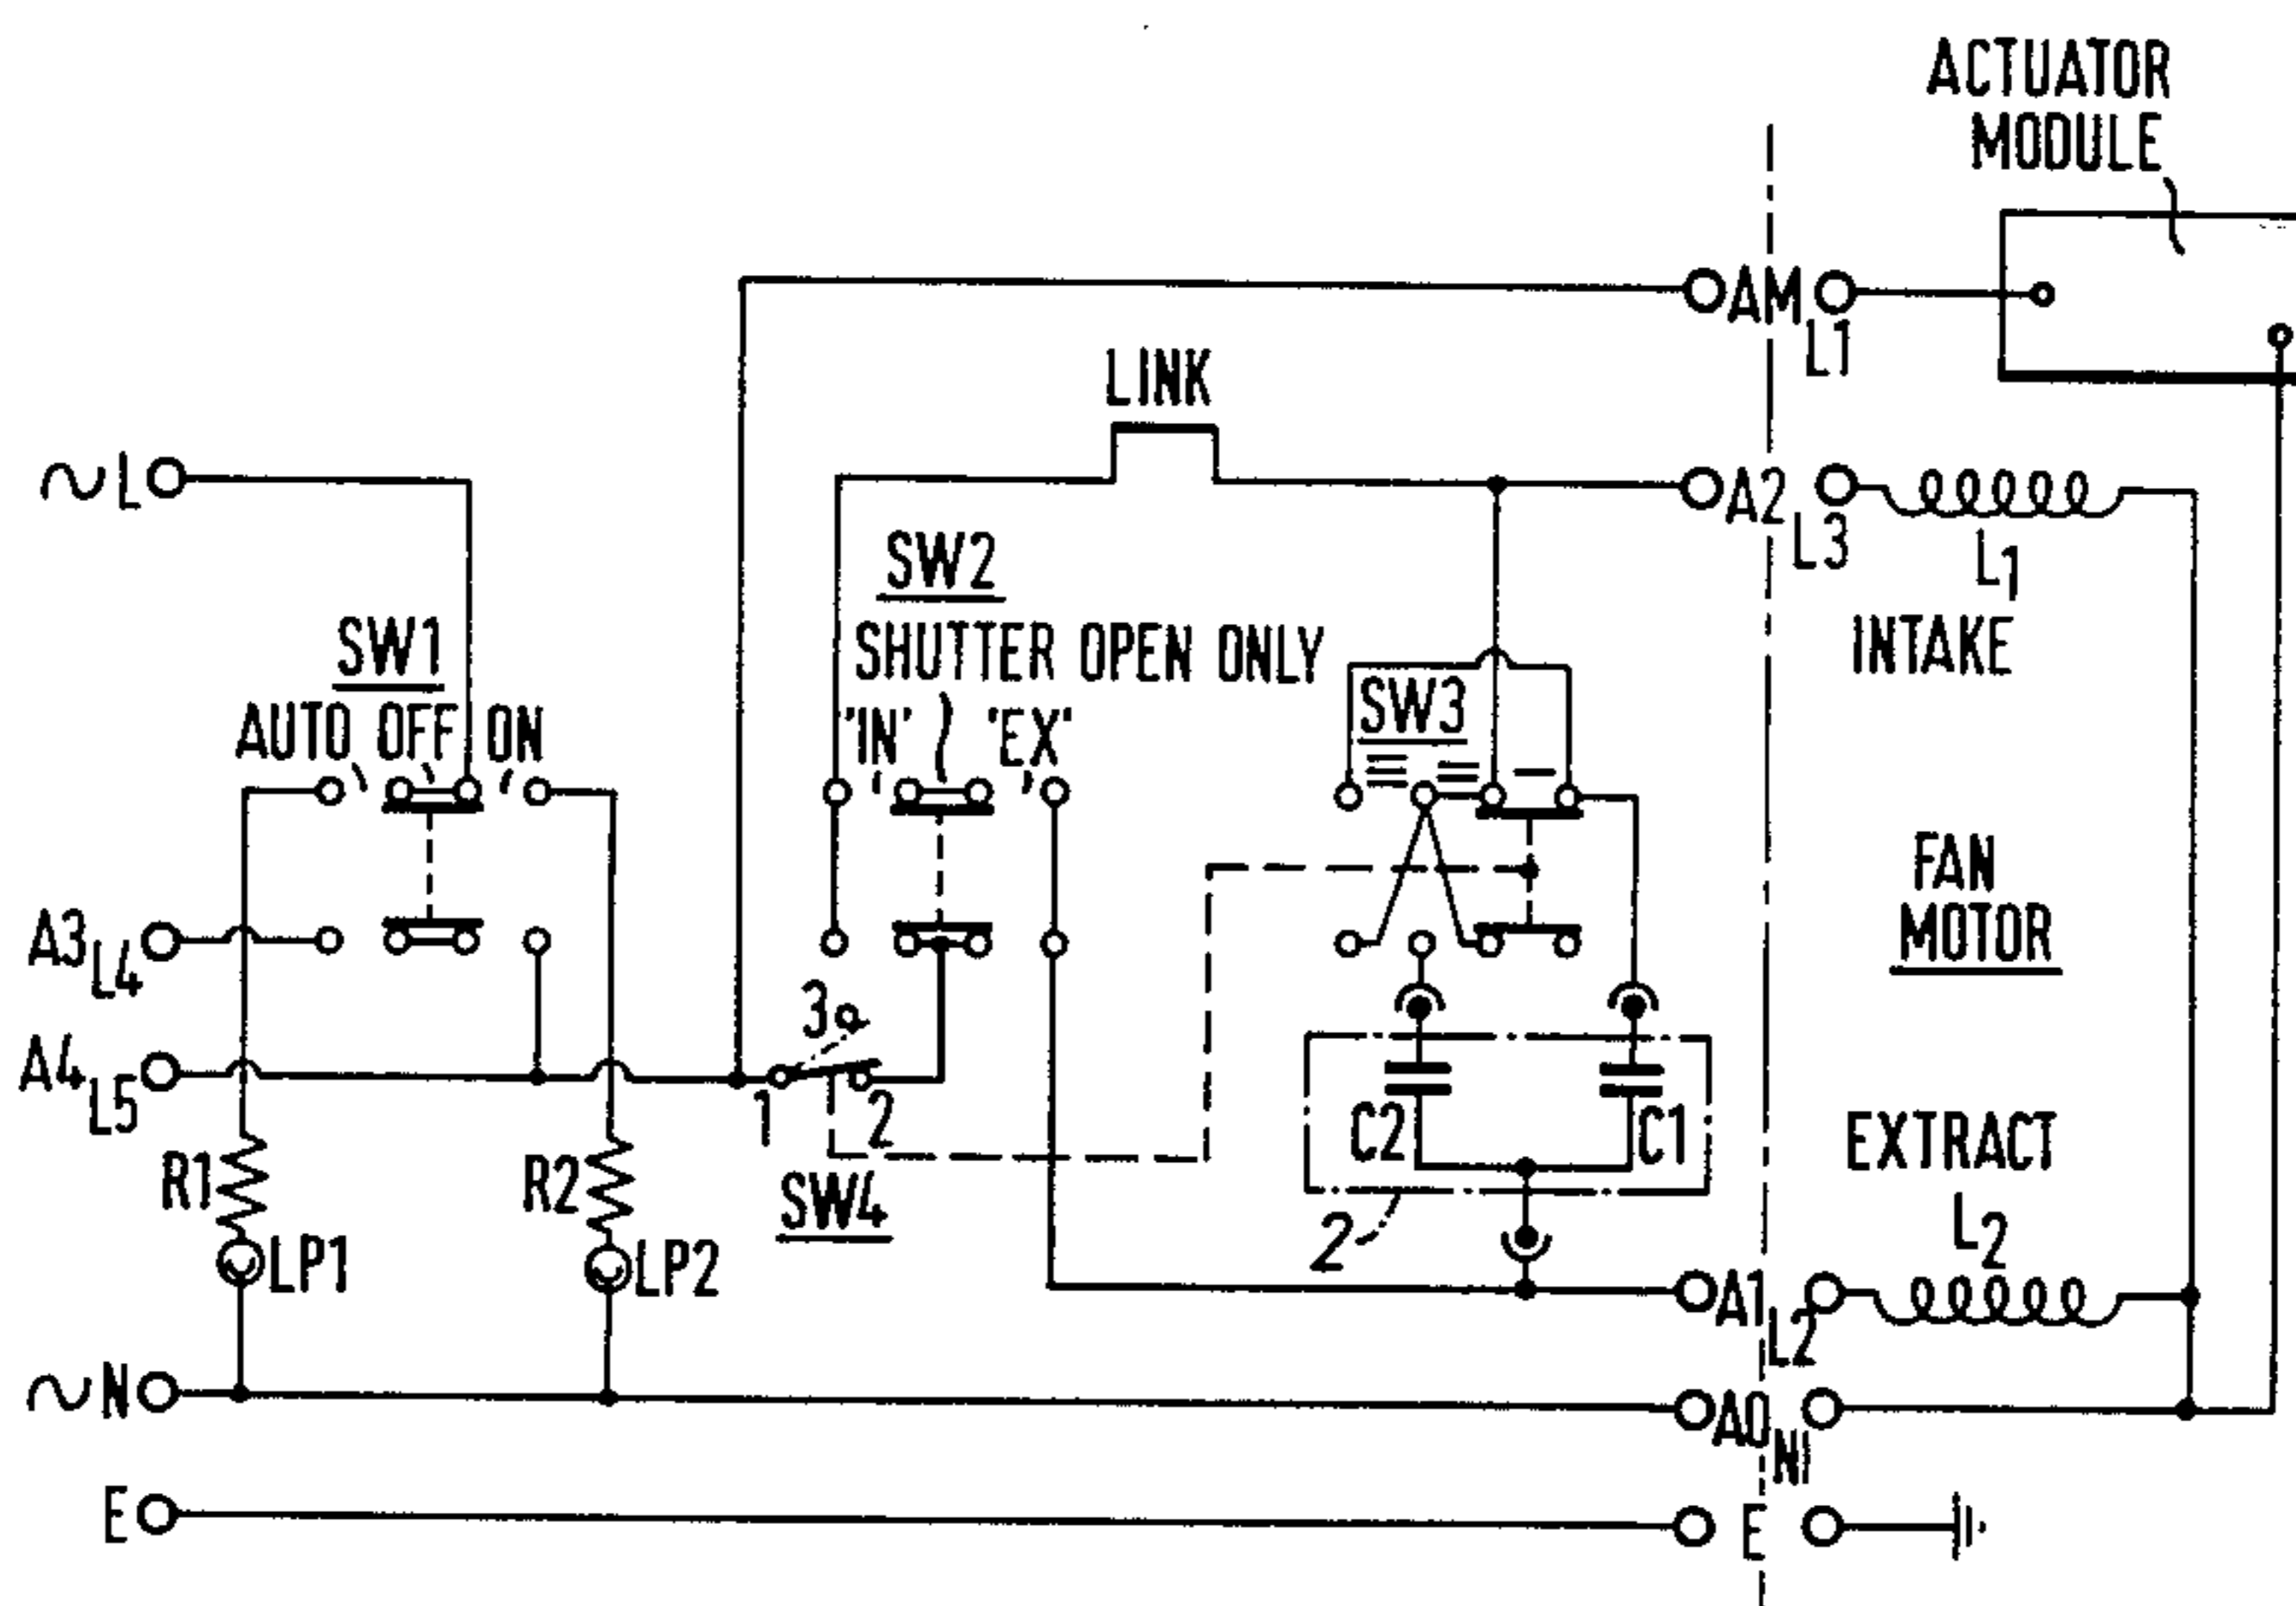 ACTUATOR
MODULE
AM
L1
LINK
L
A2
L3
L1
INTAKE
SW2
SHUTTER OPEN ONLY
'IN' 'EX'
SW1
AUTO OFF ON
SW3
FAN
MOTOR
A3
L4
A4
L5
3
1
2
SW4
C2
C1
2
EXTRACT
L2
R1
R2
LP1
LP2
A1
L2
N
A0
N1
E
E